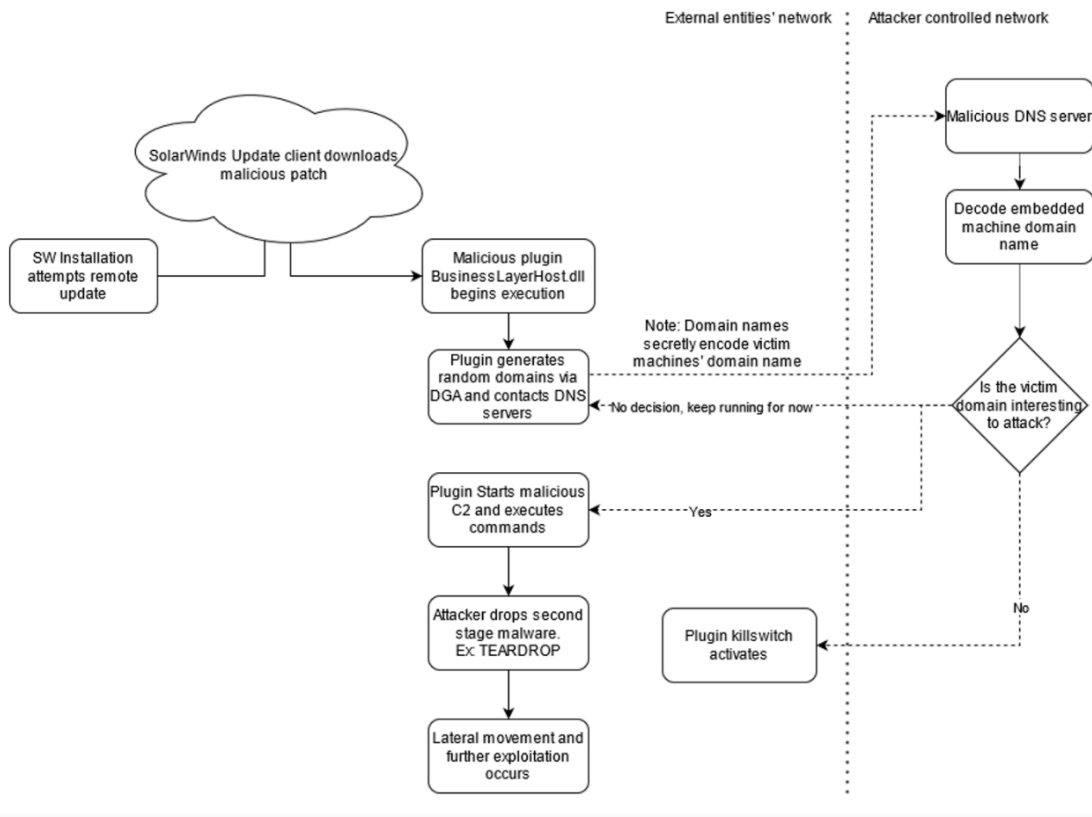 External entities' network
Attacker controlled network
SolarWinds Update client downloads
malicious patch
Malicious DNS server
Decode embedded
machine domain
name
SW Installation
attempts remote
update
Malicious plugin
BusinessLayerHost.dll
begins execution
Note: Domain names
secretly encode victim
machines' domain name
Plugin generates
random domains via
DGA and contacts DNS
servers
No decision, keep running for now
Is the victim
domain interesting
to attack?
Plugin Starts malicious
C2 and executes
commands
Yes
No
Attacker drops second
stage malware.
Ex: TEARDROP
Plugin killswitch
activates
Lateral movement and
further exploitation
occurs